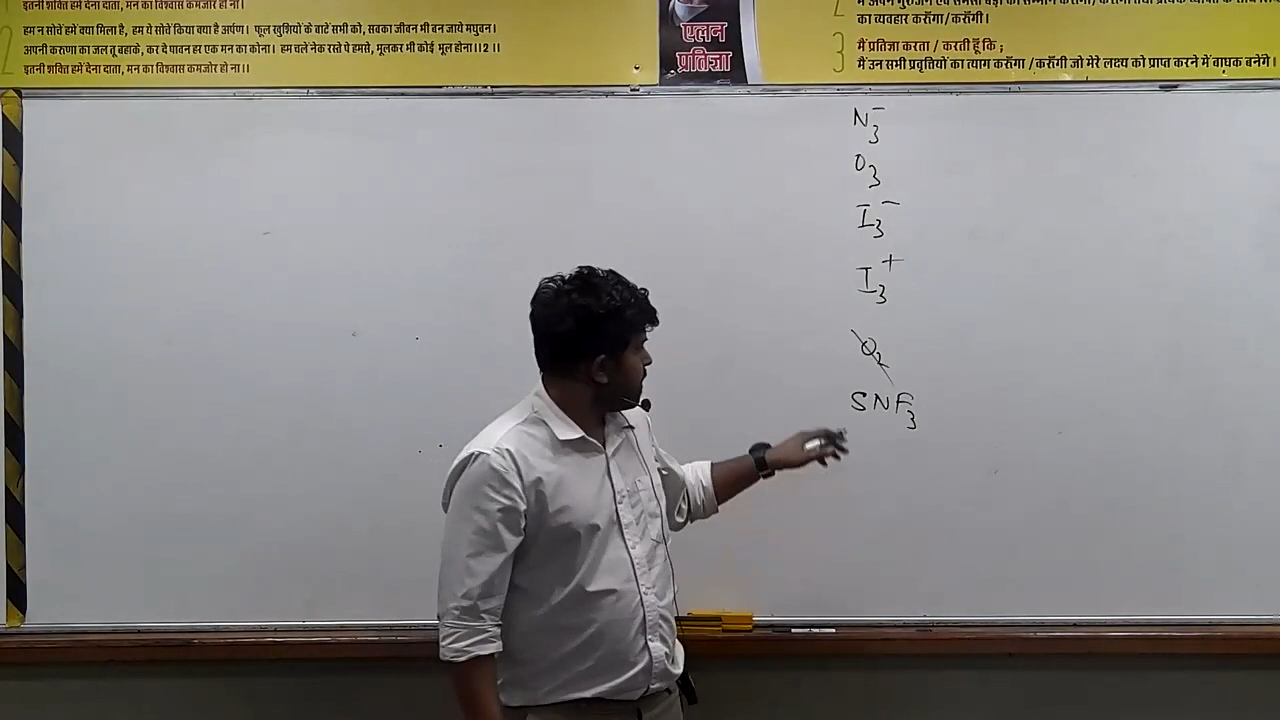 इतनी शक्ति हमें देना दाता, मन का विश्वास कमजोर हो ना।
हम न सोचें हमें क्या मिला है, हम ये सोचें किया क्या है अर्पण। फूल खुशियों के बाटें सभी को, सबका जीवन भी बन जाये मधुवन।
2 अपनी करुणा का जल तू बहाके, कर दे पावन हर एक मन का कोना। हम चलें नेक रस्ते पे हमसे, भूलकर भी कोई भूल होना।।2।।
इतनी शक्ति हमें देना दाता, मन का विश्वास कमजोर हो ना।।
एलन
प्रतिज्ञा
2
का व्यवहार करूँगा/करूँगी।
3 मैं प्रतिज्ञा करता / करती हूँ कि ;
मैं उन सभी प्रवृत्तियों का त्याग करूँगा /करूँगी जो मेरे लक्ष्य को प्राप्त करने में बाधक बनेंगे।
N₃⁻
O₃
I₃⁻
I₃⁺
SNF₃